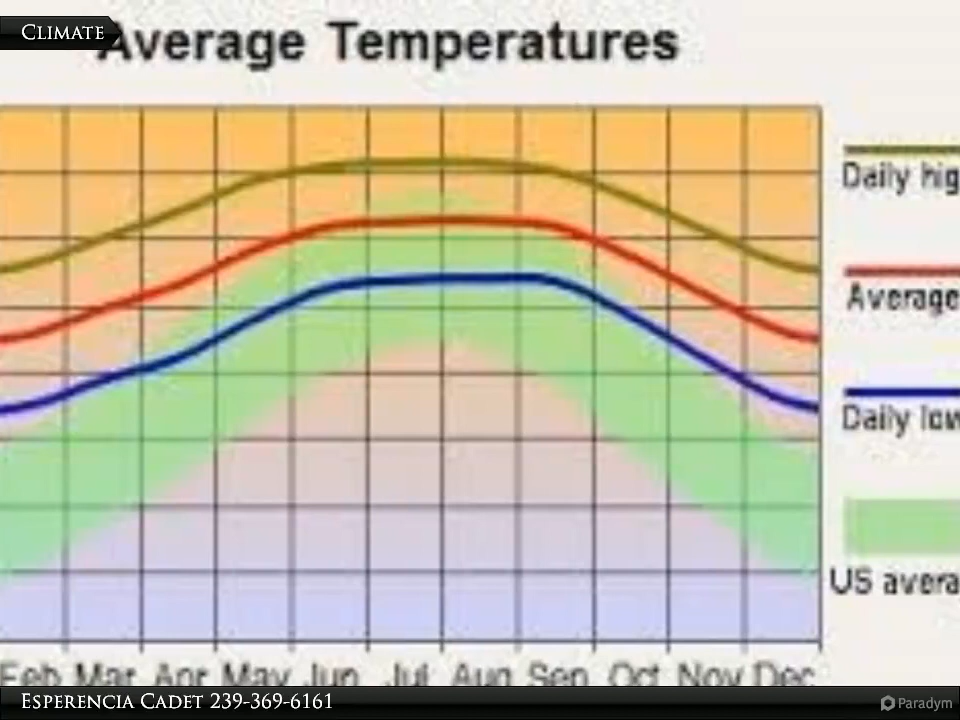 Climate
Average Temperatures
Daily hig
Average
Daily low
US avera
Feb Mar Apr May Jun Jul Aug Sep Oct Nov Dec
Esperencia Cadet 239-369-6161
Paradym